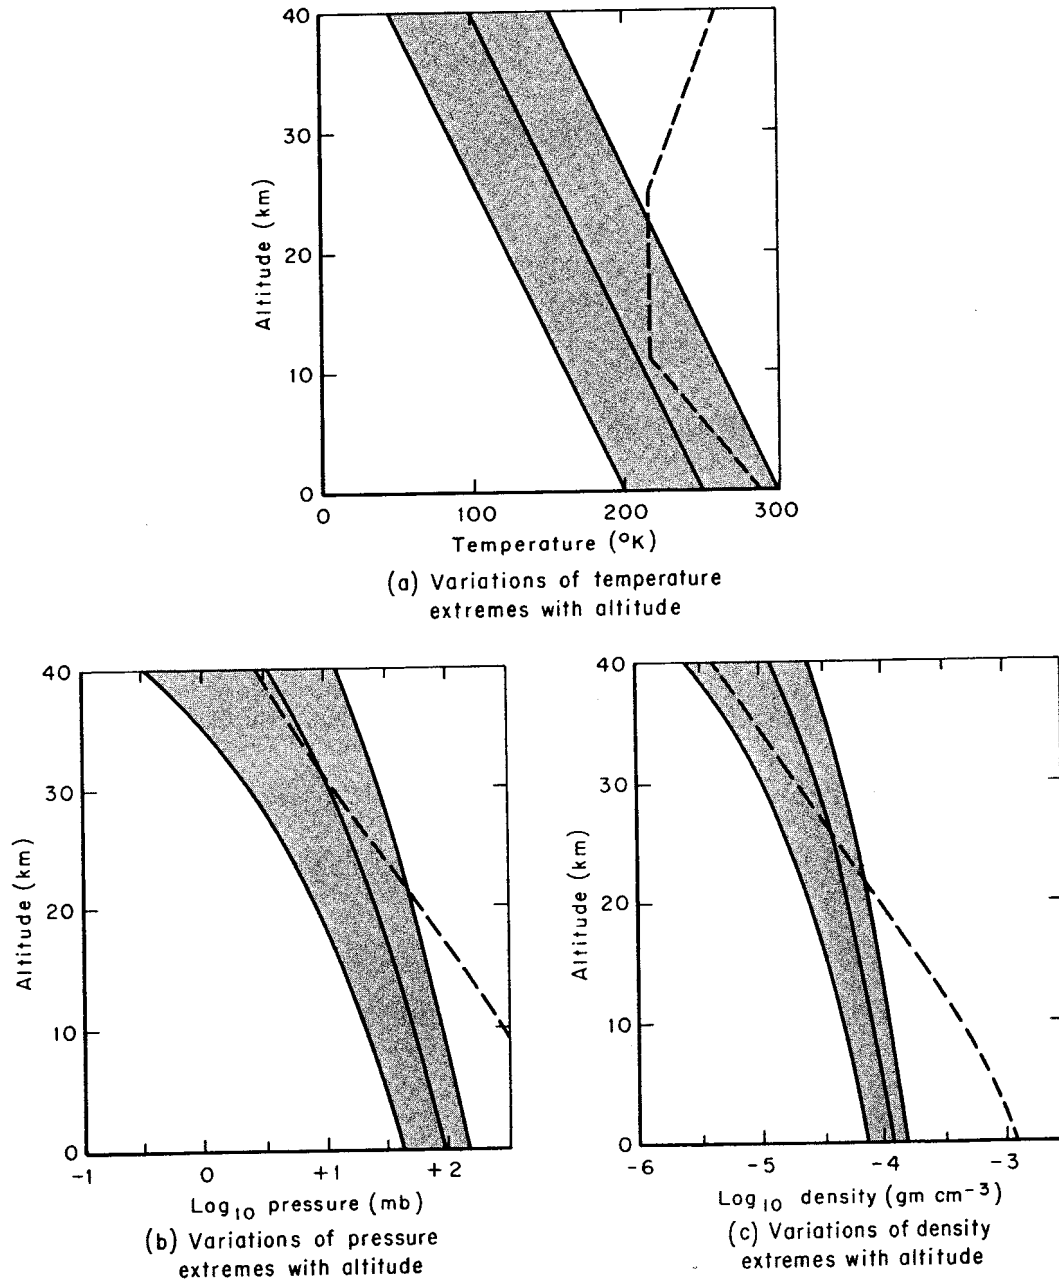 40
30
20
10
0
Altitude (km)
0 100 200 300
Temperature (°K)
(a) Variations of temperature
extremes with altitude
40
30
20
10
0
Altitude (km)
-1 0 +1 +2
Log10 pressure (mb)
(b) Variations of pressure
extremes with altitude
40
30
20
10
0
Altitude (km)
-6 -5 -4 -3
Log10 density (gm cm-3)
(c) Variations of density
extremes with altitude